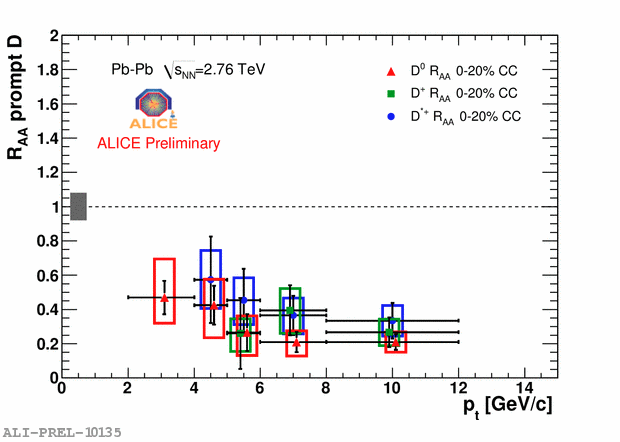 R_AA prompt D
2
1.8
1.6
1.4
1.2
1
0.8
0.6
0.4
0.2
0
Pb-Pb √s_NN=2.76 TeV
ALICE
ALICE Preliminary
D^0 R_AA 0-20% CC
D^+ R_AA 0-20% CC
D^*+ R_AA 0-20% CC
0 2 4 6 8 10 12 14
p_t [GeV/c]
ALI-PREL-10135